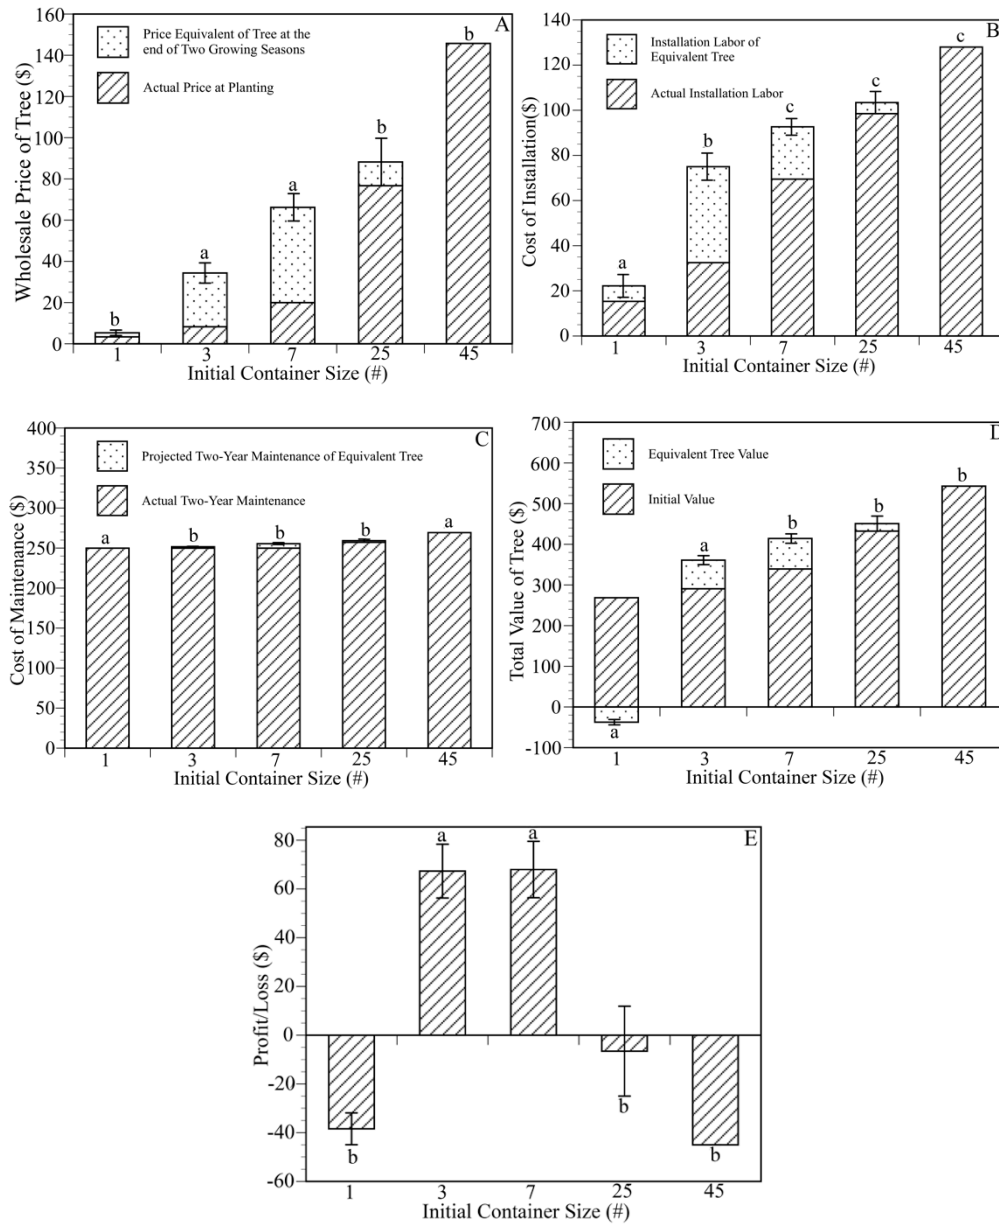 A
160
140
120
100
80
60
40
20
0
Wholesale Price of Tree ($)
Price Equivalent of Tree at the
end of Two Growing Seasons
Actual Price at Planting
b
a
a
b
b
1 3 7 25 45
Initial Container Size (#)
B
140
120
100
80
60
40
20
0
Cost of Installation($)
Installation Labor of
Equivalent Tree
Actual Installation Labor
a
b
c
c
c
1 3 7 25 45
Initial Container Size (#)
C
400
350
300
250
200
150
100
50
0
Cost of Maintenance ($)
Projected Two-Year Maintenance of Equivalent Tree
Actual Two-Year Maintenance
a
b
b
b
a
1 3 7 25 45
Initial Container Size (#)
D
700
600
500
400
300
200
100
0
-100
Total Value of Tree ($)
Equivalent Tree Value
Initial Value
a
a
b
b
b
1 3 7 25 45
Initial Container Size (#)
E
80
60
40
20
0
-20
-40
-60
Profit/Loss ($)
b
a
a
b
b
1 3 7 25 45
Initial Container Size (#)